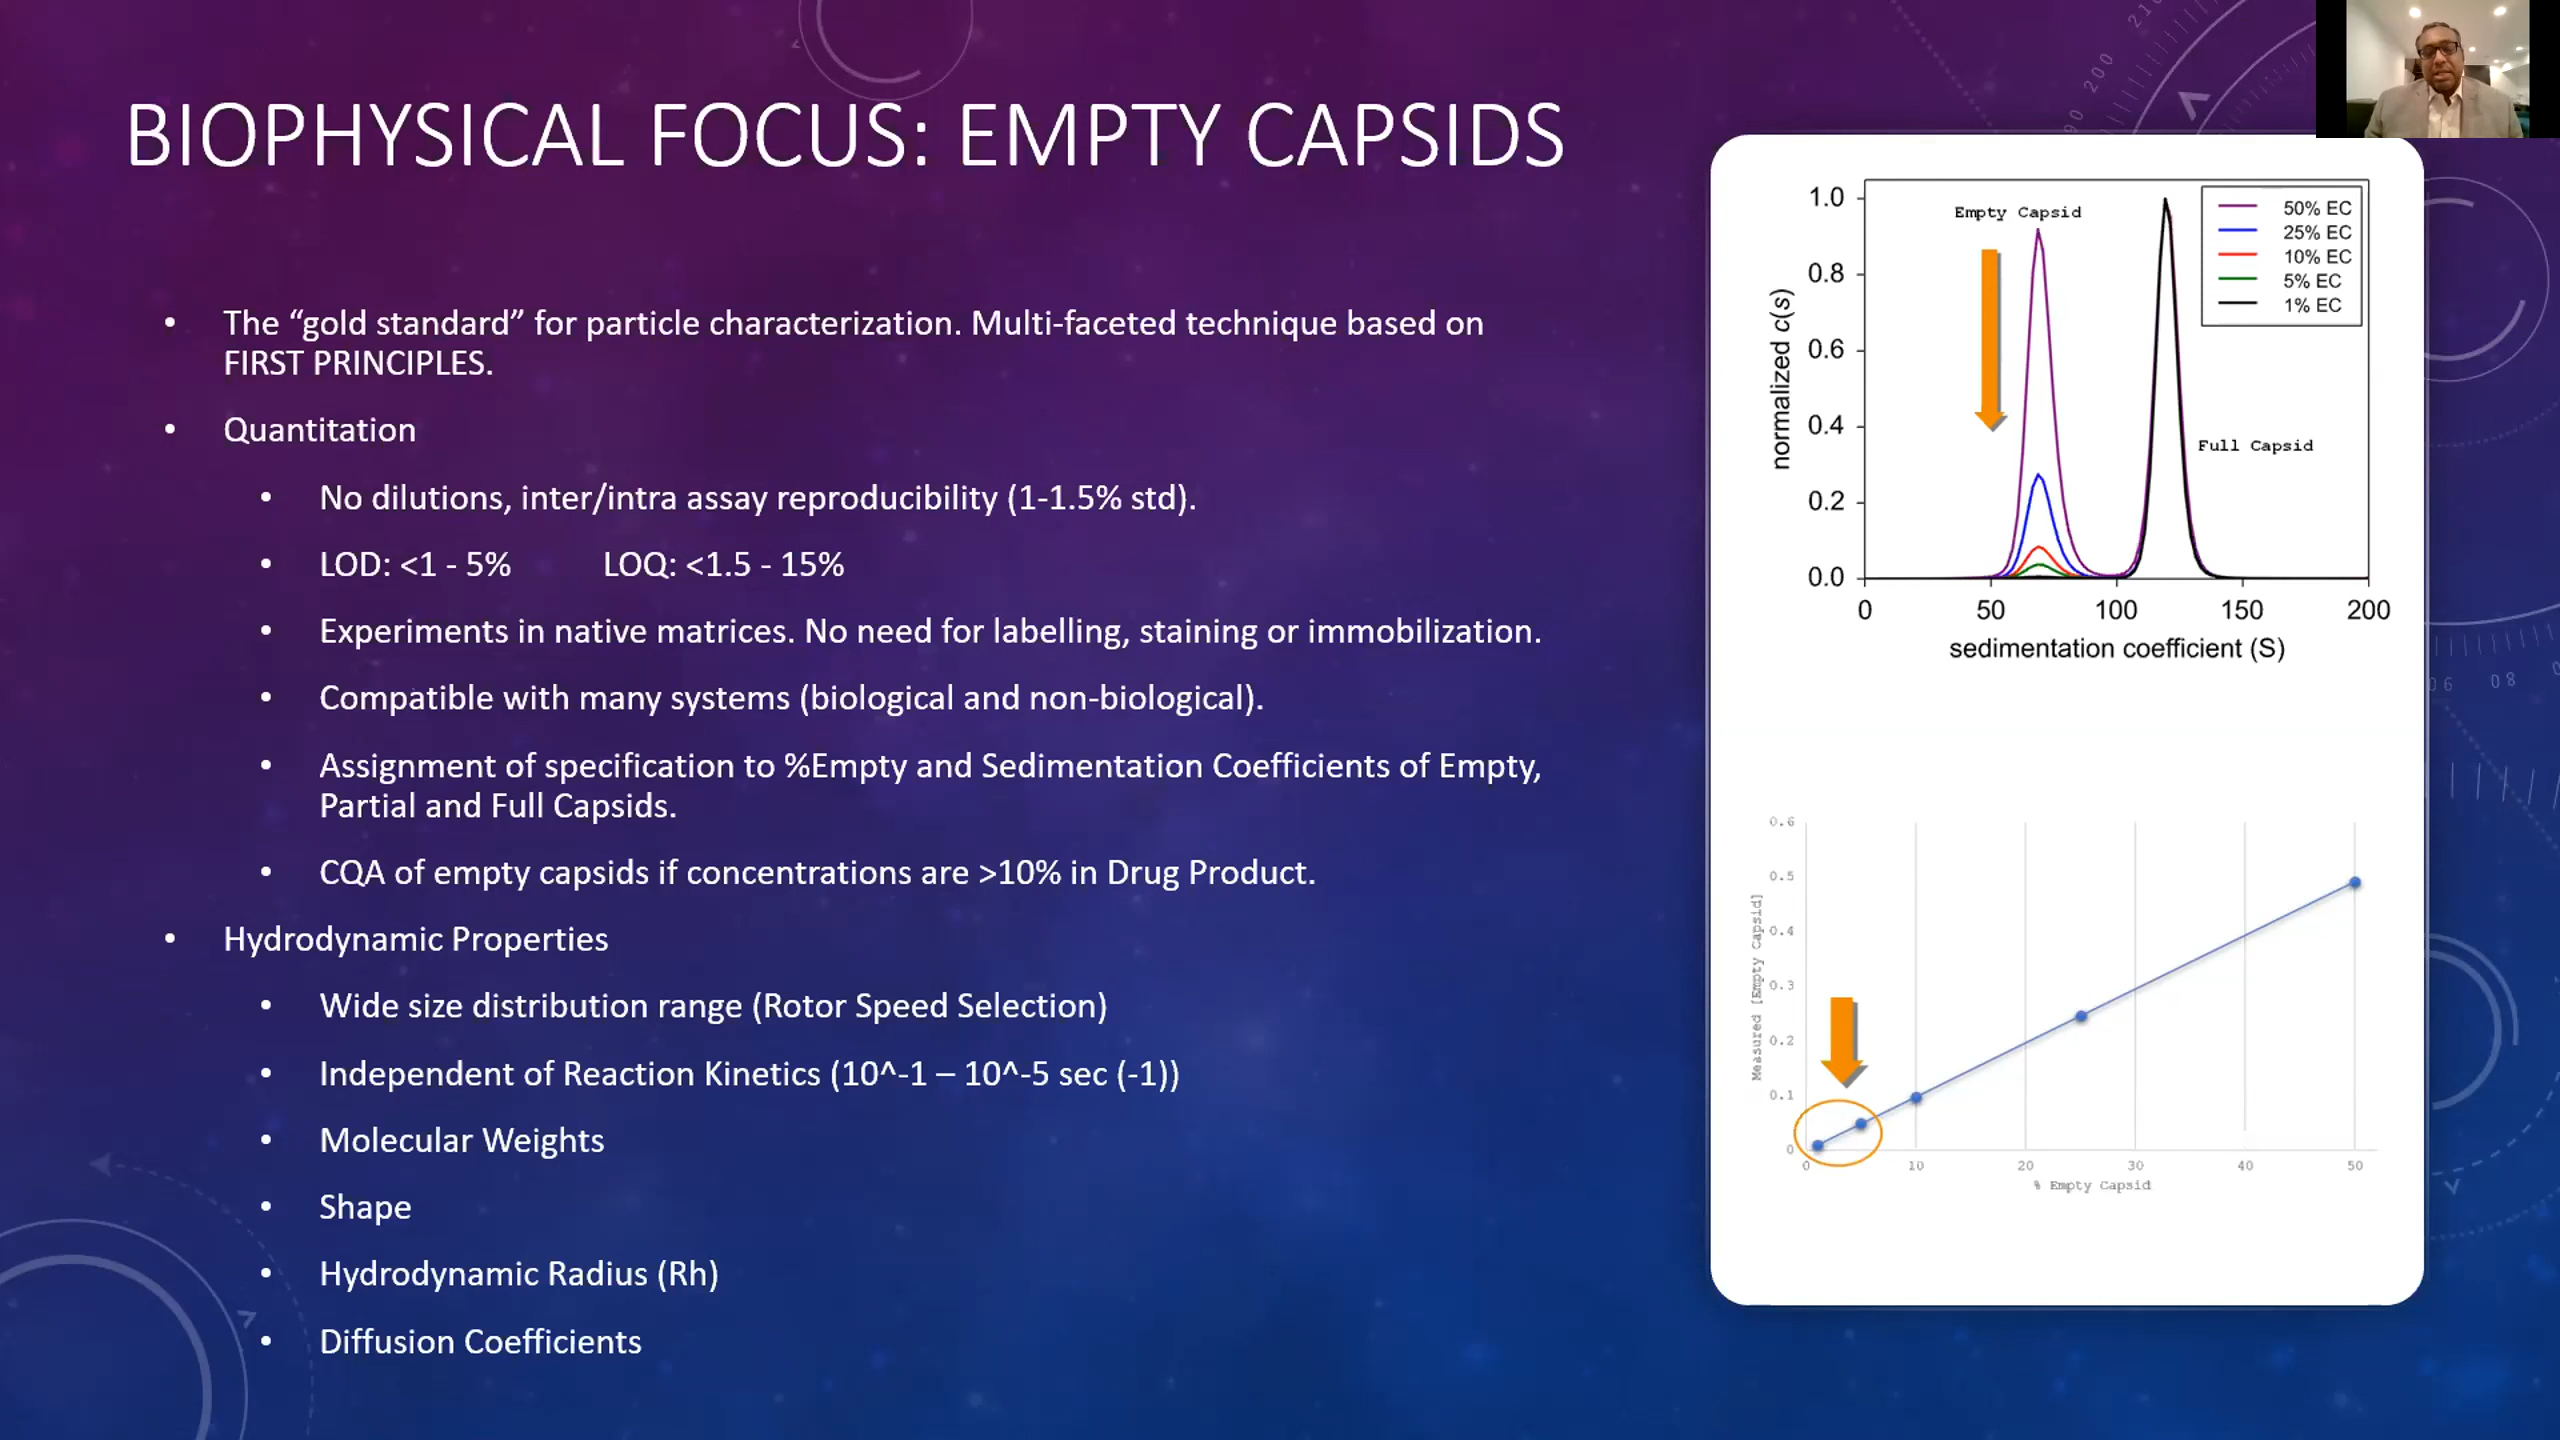 BIOPHYSICAL FOCUS: EMPTY CAPSIDS
• The “gold standard” for particle characterization. Multi-faceted technique based on
FIRST PRINCIPLES.
• Quantitation
• No dilutions, inter/intra assay reproducibility (1-1.5% std).
• LOD: <1 - 5% LOQ: <1.5 - 15%
• Experiments in native matrices. No need for labelling, staining or immobilization.
• Compatible with many systems (biological and non-biological).
• Assignment of specification to %Empty and Sedimentation Coefficients of Empty,
Partial and Full Capsids.
• CQA of empty capsids if concentrations are >10% in Drug Product.
• Hydrodynamic Properties
• Wide size distribution range (Rotor Speed Selection)
• Independent of Reaction Kinetics (10^-1 – 10^-5 sec (-1))
• Molecular Weights
• Shape
• Hydrodynamic Radius (Rh)
• Diffusion Coefficients
normalized c(s)
1.0
0.8
0.6
0.4
0.2
0.0
Empty Capsid
Full Capsid
50% EC
25% EC
10% EC
5% EC
1% EC
0 50 100 150 200
sedimentation coefficient (S)
Measured [Empty Capsid]
0.6
0.5
0.4
0.3
0.2
0.1
0
0 10 20 30 40 50
% Empty Capsid
200